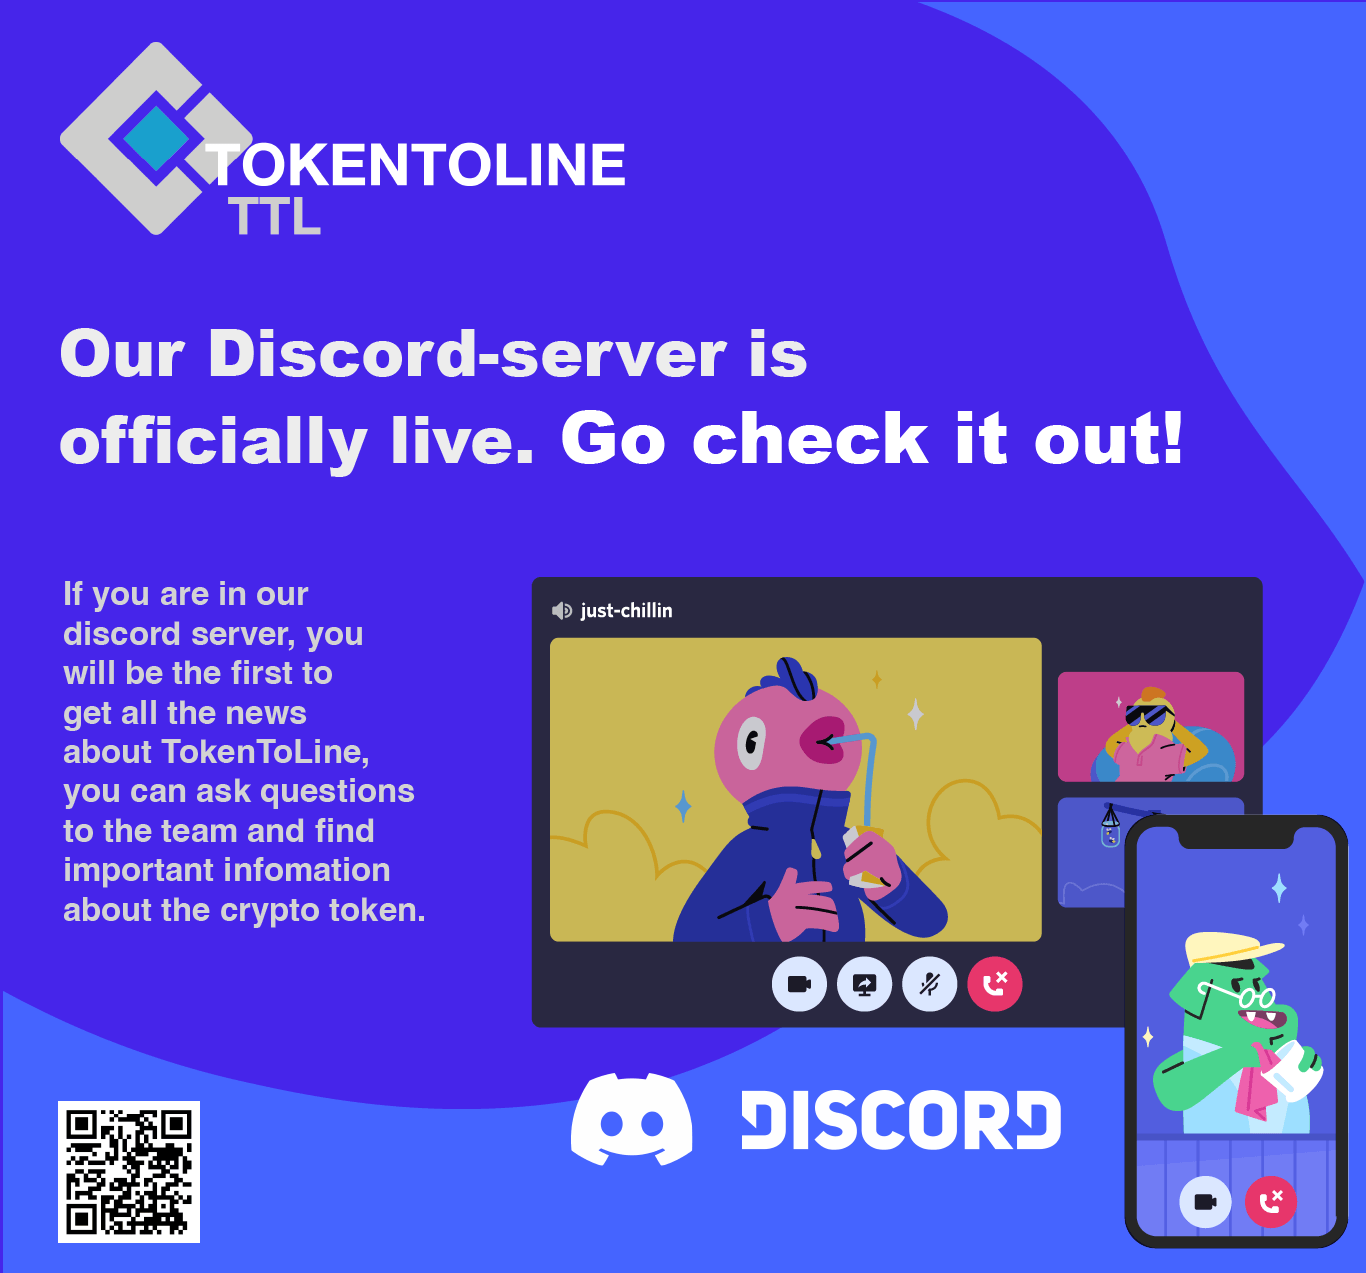 TOKENTOLINE
TTL
Our Discord-server is
officially live. Go check it out!
If you are in our
discord server, you
will be the first to
get all the news
about TokenToLine,
you can ask questions
to the team and find
important infomation
about the crypto token.
just-chillin
DISCORD